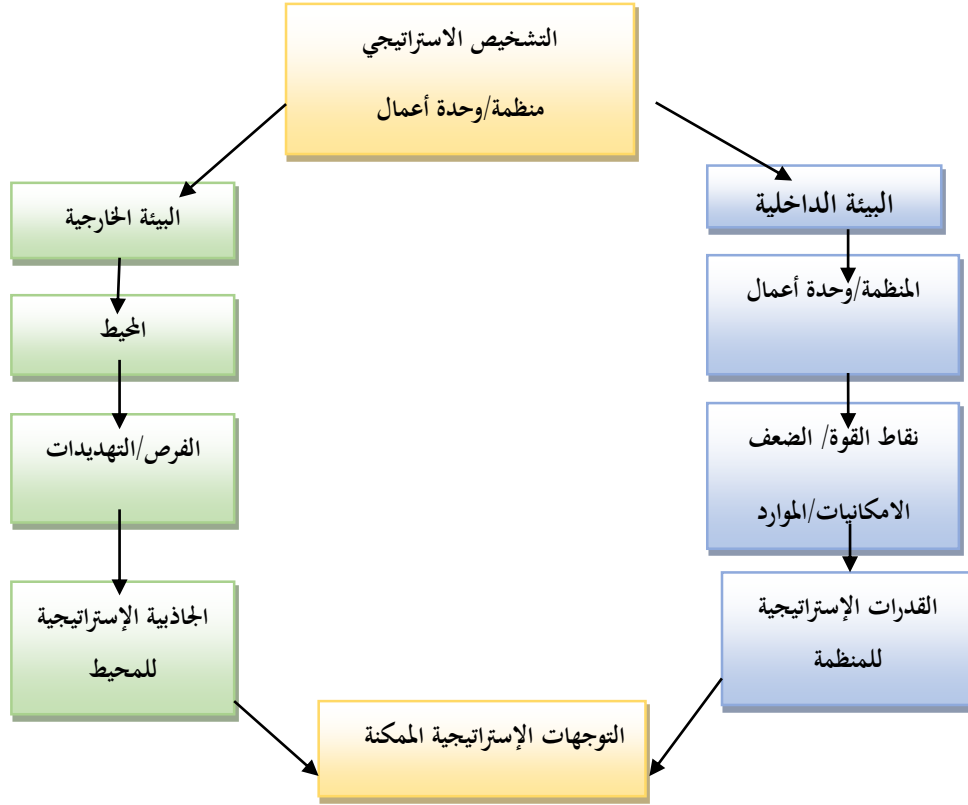 التشخيص الاستراتيجي
منظمة/وحدة أعمال
البيئة الداخلية
المنظمة/وحدة أعمال
نقاط القوة/ الضعف
الامكانيات/الموارد
القدرات الإستراتيجية
للمنظمة
البيئة الخارجية
المحيط
الفرص/التهديدات
الجاذبية الإستراتيجية
للمحيط
التوجهات الإستراتيجية الممكنة